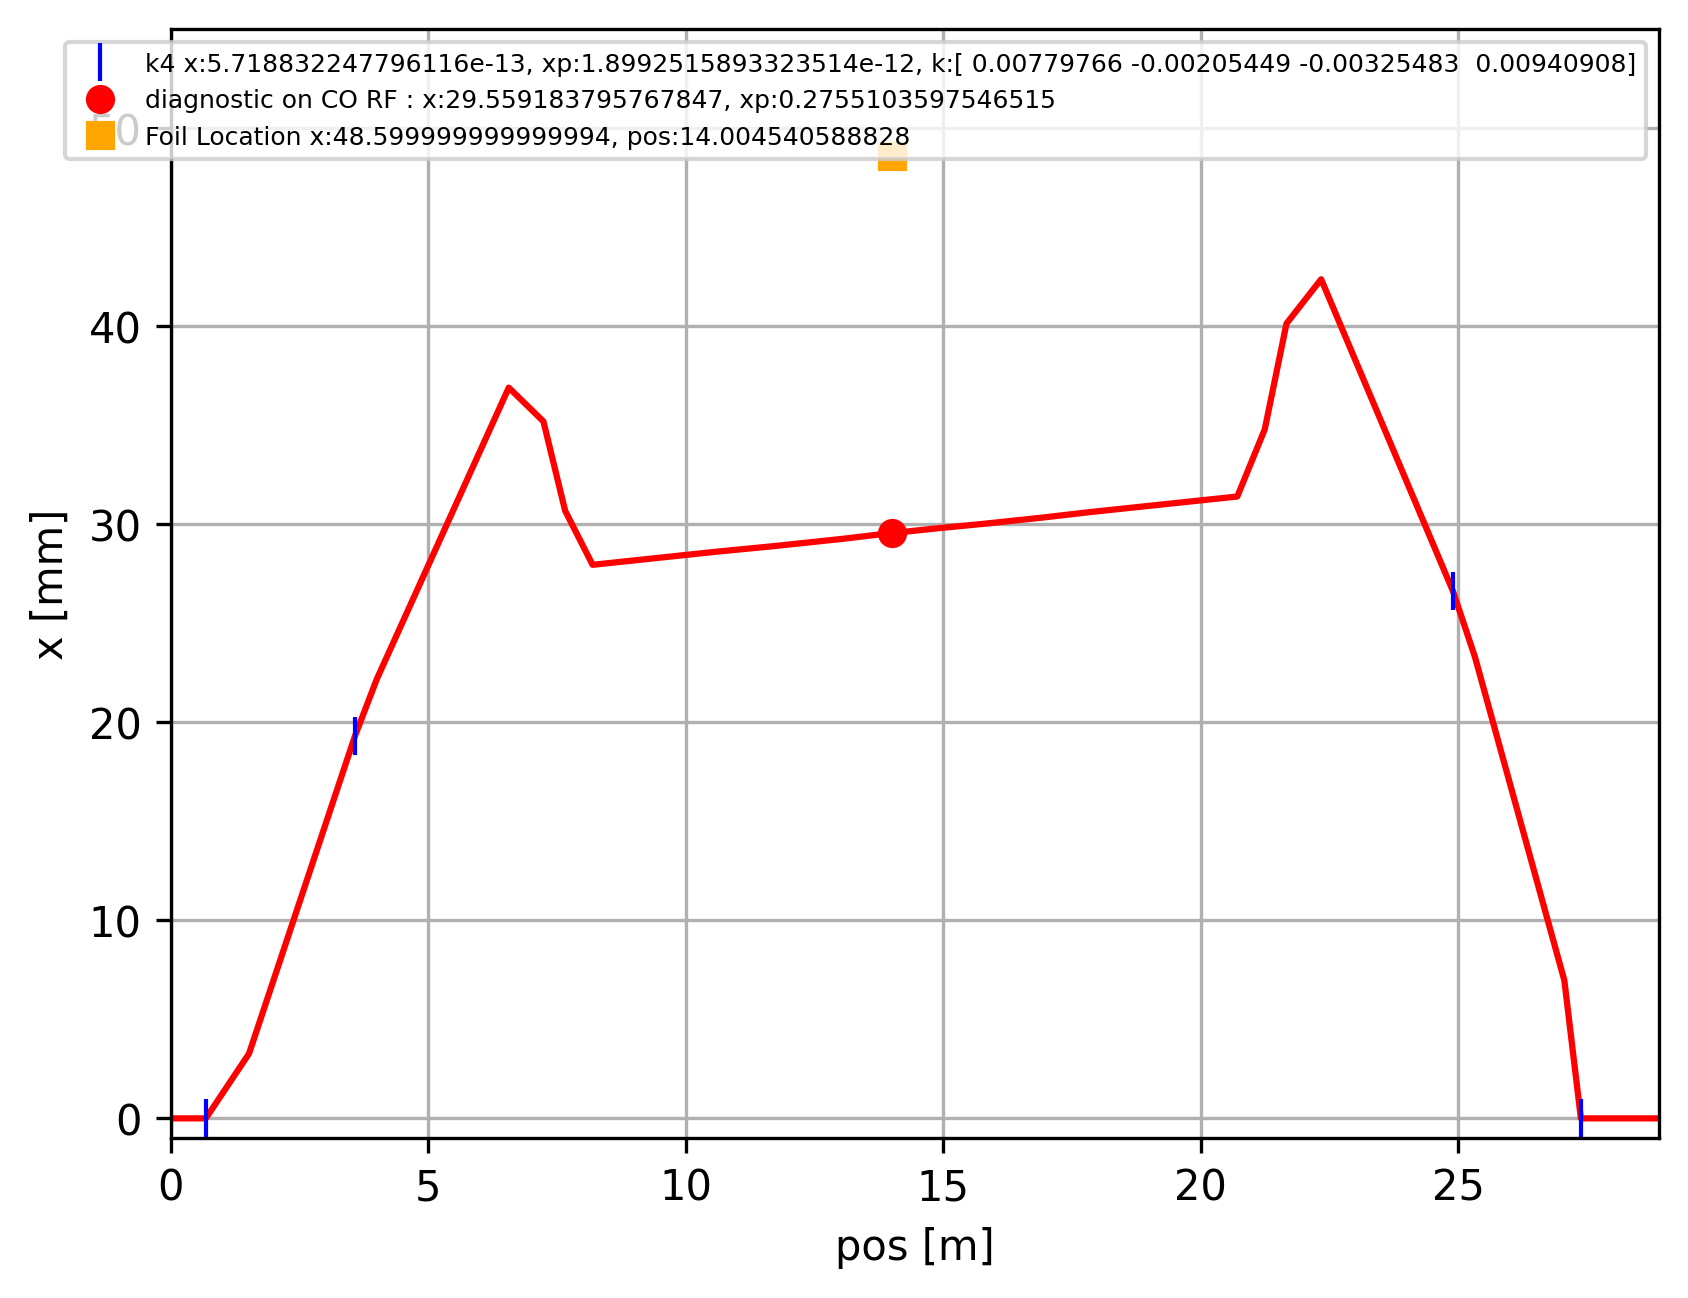 k4 x:5.718832247796116e-13, xp:1.8992515893323514e-12, k:[ 0.00779766 -0.00205449 -0.00325483  0.00940908]
diagnostic on CO RF : x:29.559183795767847, xp:0.2755103597546515
Foil Location x:48.599999999999994, pos:14.004540588828
50
40
30
20
10
0
x [mm]
0 5 10 15 20 25
pos [m]